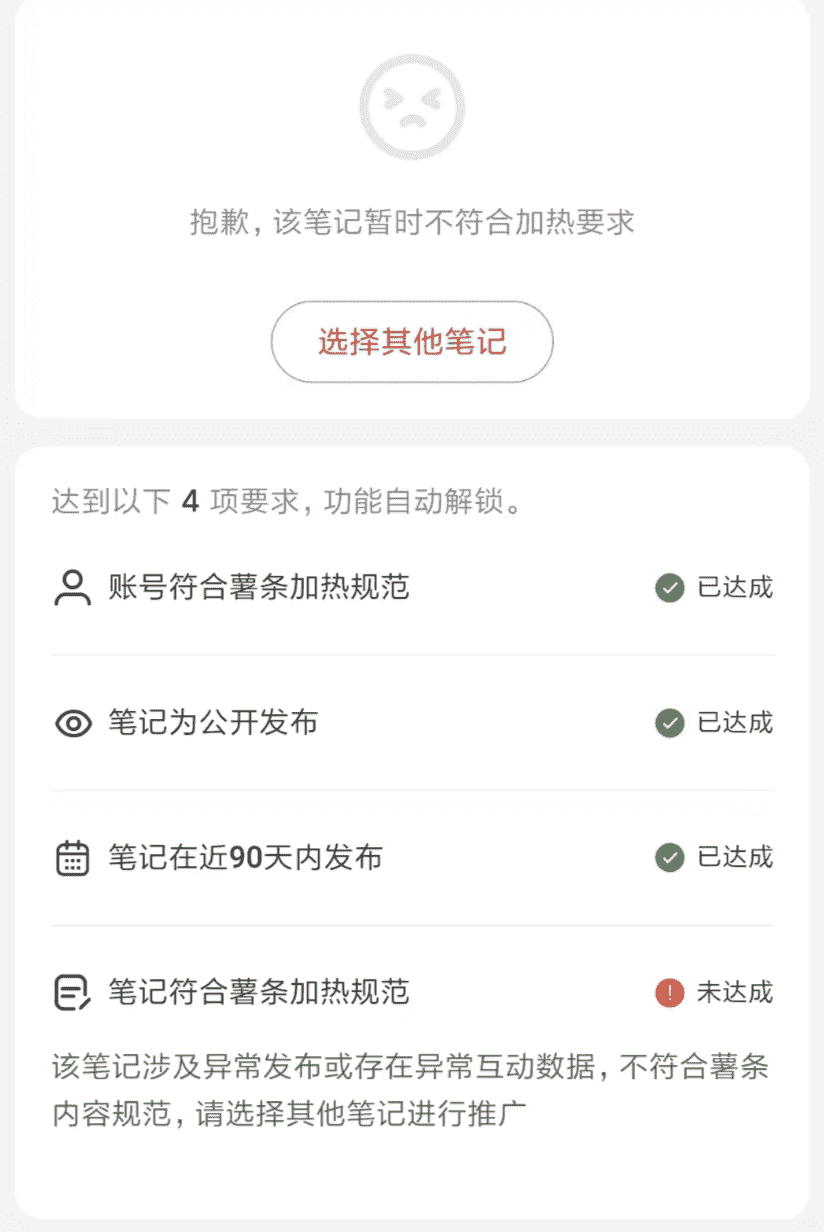 抱歉，该笔记暂时不符合加热要求
选择其他笔记
达到以下 4 项要求，功能自动解锁。
账号符合薯条加热规范 已达成
笔记为公开发布 已达成
笔记在近90天内发布 已达成
笔记符合薯条加热规范 未达成
该笔记涉及异常发布或存在异常互动数据，不符合薯条
内容规范，请选择其他笔记进行推广